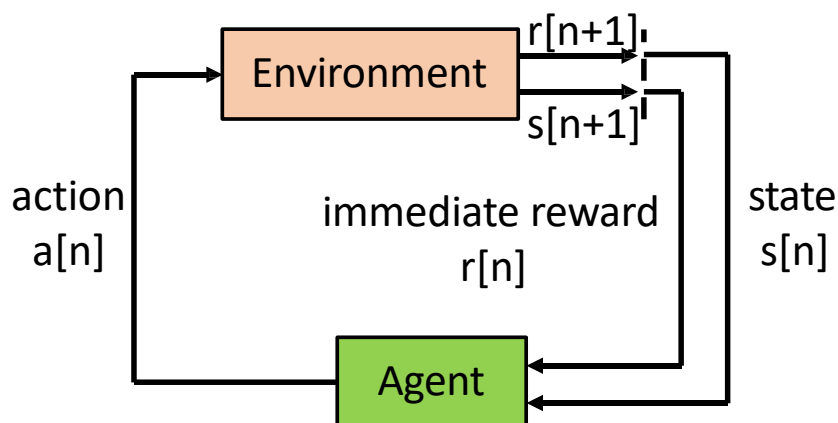 r[n+1]
Environment
s[n+1]
action
a[n]
immediate reward
r[n]
state
s[n]
Agent